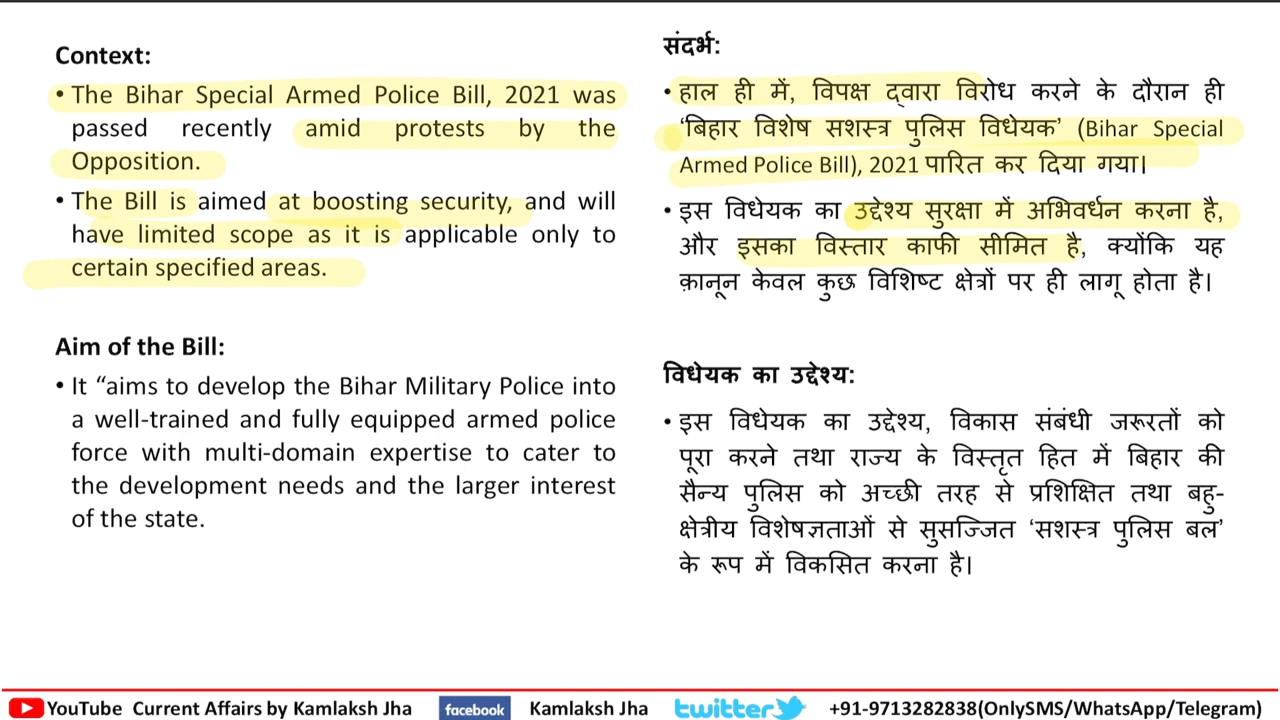 Context:
• The Bihar Special Armed Police Bill, 2021 was
passed recently amid protests by the
Opposition.
• The Bill is aimed at boosting security, and will
have limited scope as it is applicable only to
certain specified areas.
Aim of the Bill:
• It “aims to develop the Bihar Military Police into
a well-trained and fully equipped armed police
force with multi-domain expertise to cater to
the development needs and the larger interest
of the state.
संदर्भ:
• हाल ही में, विपक्ष द्वारा विरोध करने के दौरान ही
‘बिहार विशेष सशस्त्र पुलिस विधेयक’ (Bihar Special
Armed Police Bill), 2021 पारित कर दिया गया।
• इस विधेयक का उद्देश्य सुरक्षा में अभिवर्धन करना है,
और इसका विस्तार काफी सीमित है, क्योंकि यह
क़ानून केवल कुछ विशिष्ट क्षेत्रों पर ही लागू होता है।
विधेयक का उद्देश्य:
• इस विधेयक का उद्देश्य, विकास संबंधी जरूरतों को
पूरा करने तथा राज्य के विस्तृत हित में बिहार की
सैन्य पुलिस को अच्छी तरह से प्रशिक्षित तथा बहु-
क्षेत्रीय विशेषज्ञताओं से सुसज्जित ‘सशस्त्र पुलिस बल’
के रूप में विकसित करना है।
YouTube Current Affairs by Kamlaksh Jha facebook Kamlaksh Jha twitter +91-9713282838(OnlySMS/WhatsApp/Telegram)